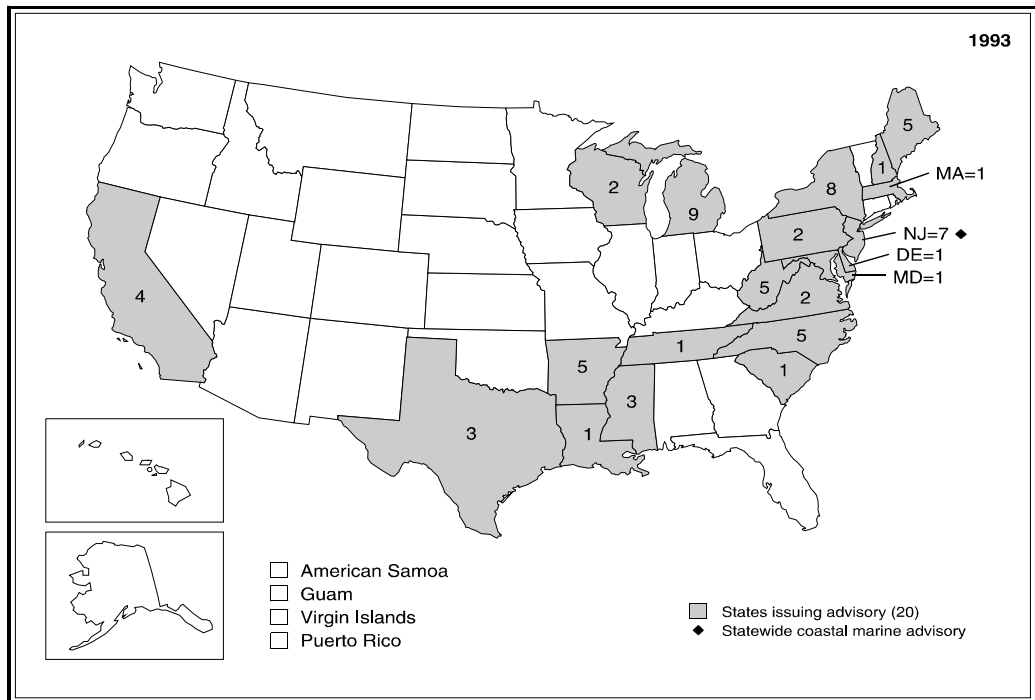 1993
5
1
MA=1
8
2
9
NJ=7 ◆
2
DE=1
MD=1
5
2
4
5
1
1
5
3
3
1
American Samoa
Guam
Virgin Islands
Puerto Rico
States issuing advisory (20)
Statewide coastal marine advisory